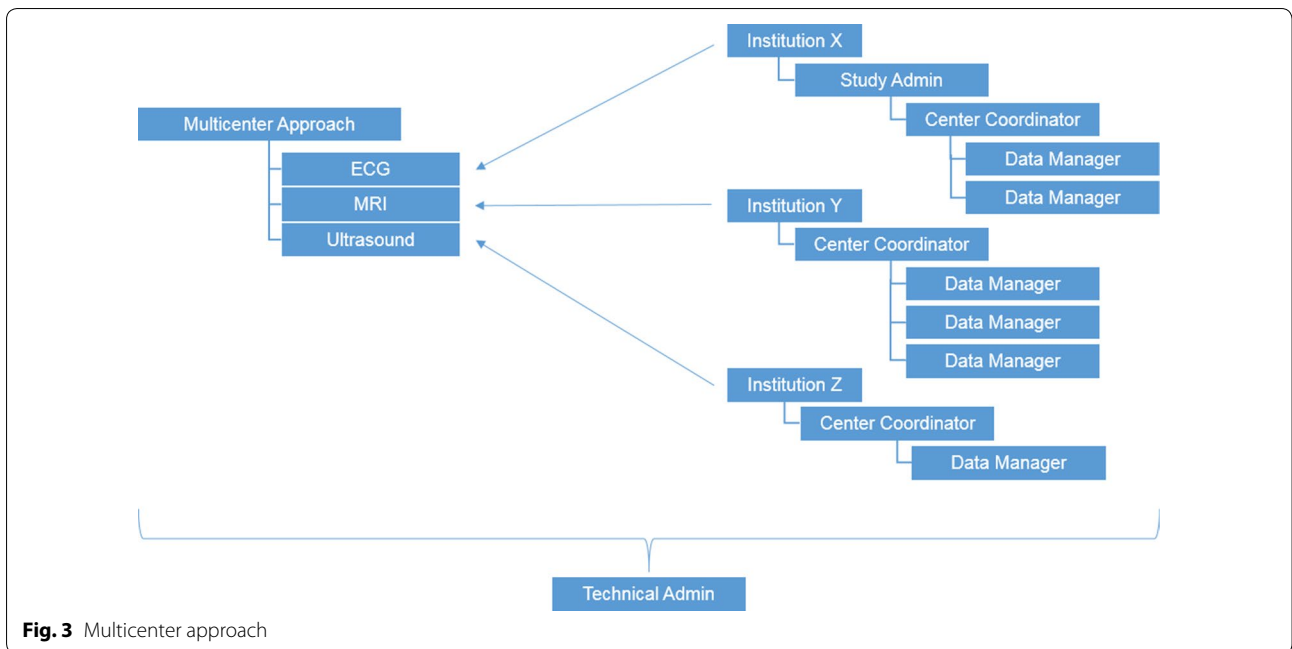 Multicenter Approach
ECG
MRI
Ultrasound
Institution X
Study Admin
Center Coordinator
Data Manager
Data Manager
Institution Y
Center Coordinator
Data Manager
Data Manager
Data Manager
Institution Z
Center Coordinator
Data Manager
Technical Admin
Fig. 3 Multicenter approach